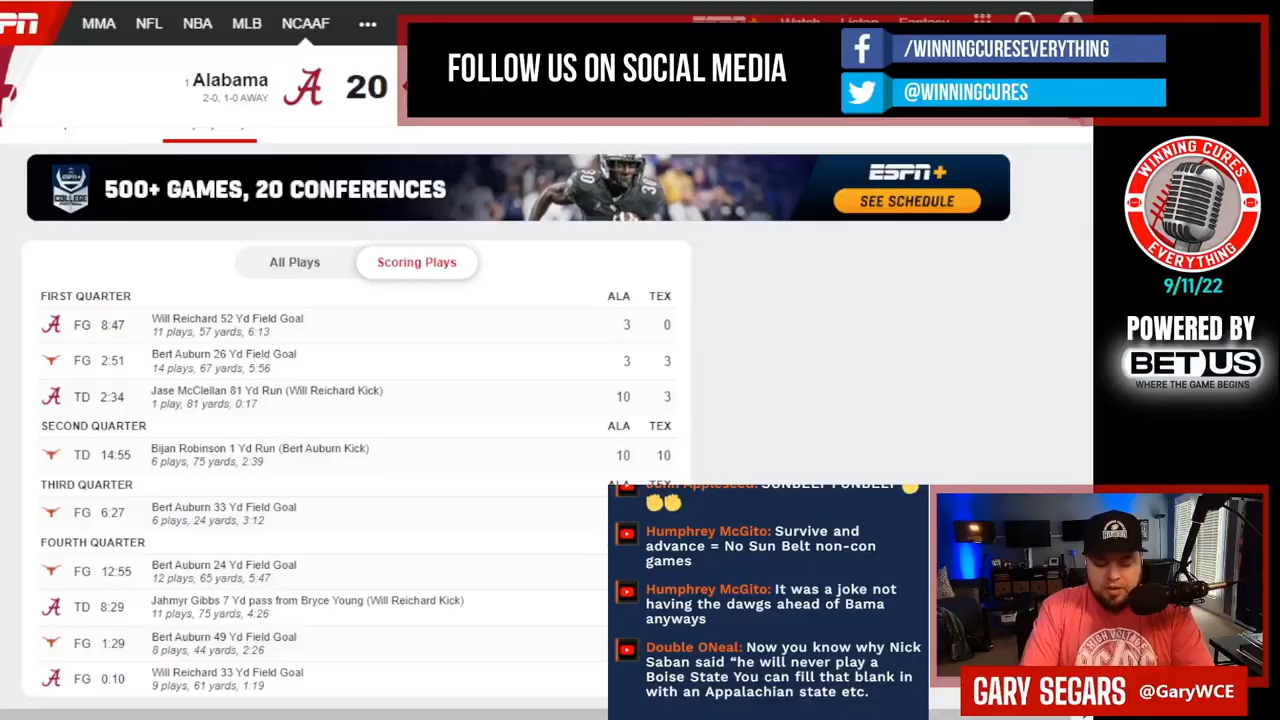 MMA NFL NBA MLB NCAAF
1 Alabama
2-0, 1-0 AWAY
20
FOLLOW US ON SOCIAL MEDIA
/WINNINGCURESEVERYTHING
@WINNINGCURES
500+ GAMES, 20 CONFERENCES
ESPN+
SEE SCHEDULE
WINNING CURES
EVERYTHING
9/11/22
POWERED BY
BETUS
WHERE THE GAME BEGINS
All Plays Scoring Plays
FIRST QUARTER ALA TEX
FG 8:47 Will Reichard 52 Yd Field Goal 3 0
11 plays, 57 yards, 6:13
FG 2:51 Bert Auburn 26 Yd Field Goal 3 3
14 plays, 67 yards, 5:56
TD 2:34 Jase McClellan 81 Yd Run (Will Reichard Kick) 10 3
1 play, 81 yards, 0:17
SECOND QUARTER ALA TEX
TD 14:55 Bijan Robinson 1 Yd Run (Bert Auburn Kick) 10 10
6 plays, 75 yards, 2:39
THIRD QUARTER
FG 6:27 Bert Auburn 33 Yd Field Goal
6 plays, 24 yards, 3:12
FOURTH QUARTER
FG 12:55 Bert Auburn 24 Yd Field Goal
12 plays, 65 yards, 5:47
TD 8:29 Jahmyr Gibbs 7 Yd pass from Bryce Young (Will Reichard Kick)
11 plays, 75 yards, 4:26
FG 1:29 Bert Auburn 49 Yd Field Goal
8 plays, 44 yards, 2:26
FG 0:10 Will Reichard 33 Yd Field Goal
9 plays, 61 yards, 1:19
Humphrey McGito: Survive and
advance = No Sun Belt non-con
games
Humphrey McGito: It was a joke not
having the dawgs ahead of Bama
anyways
Double ONeal: Now you know why Nick
Saban said “he will never play a
Boise State You can fill that blank in
with an Appalachian state etc.
GARY SEGARS @GaryWCE